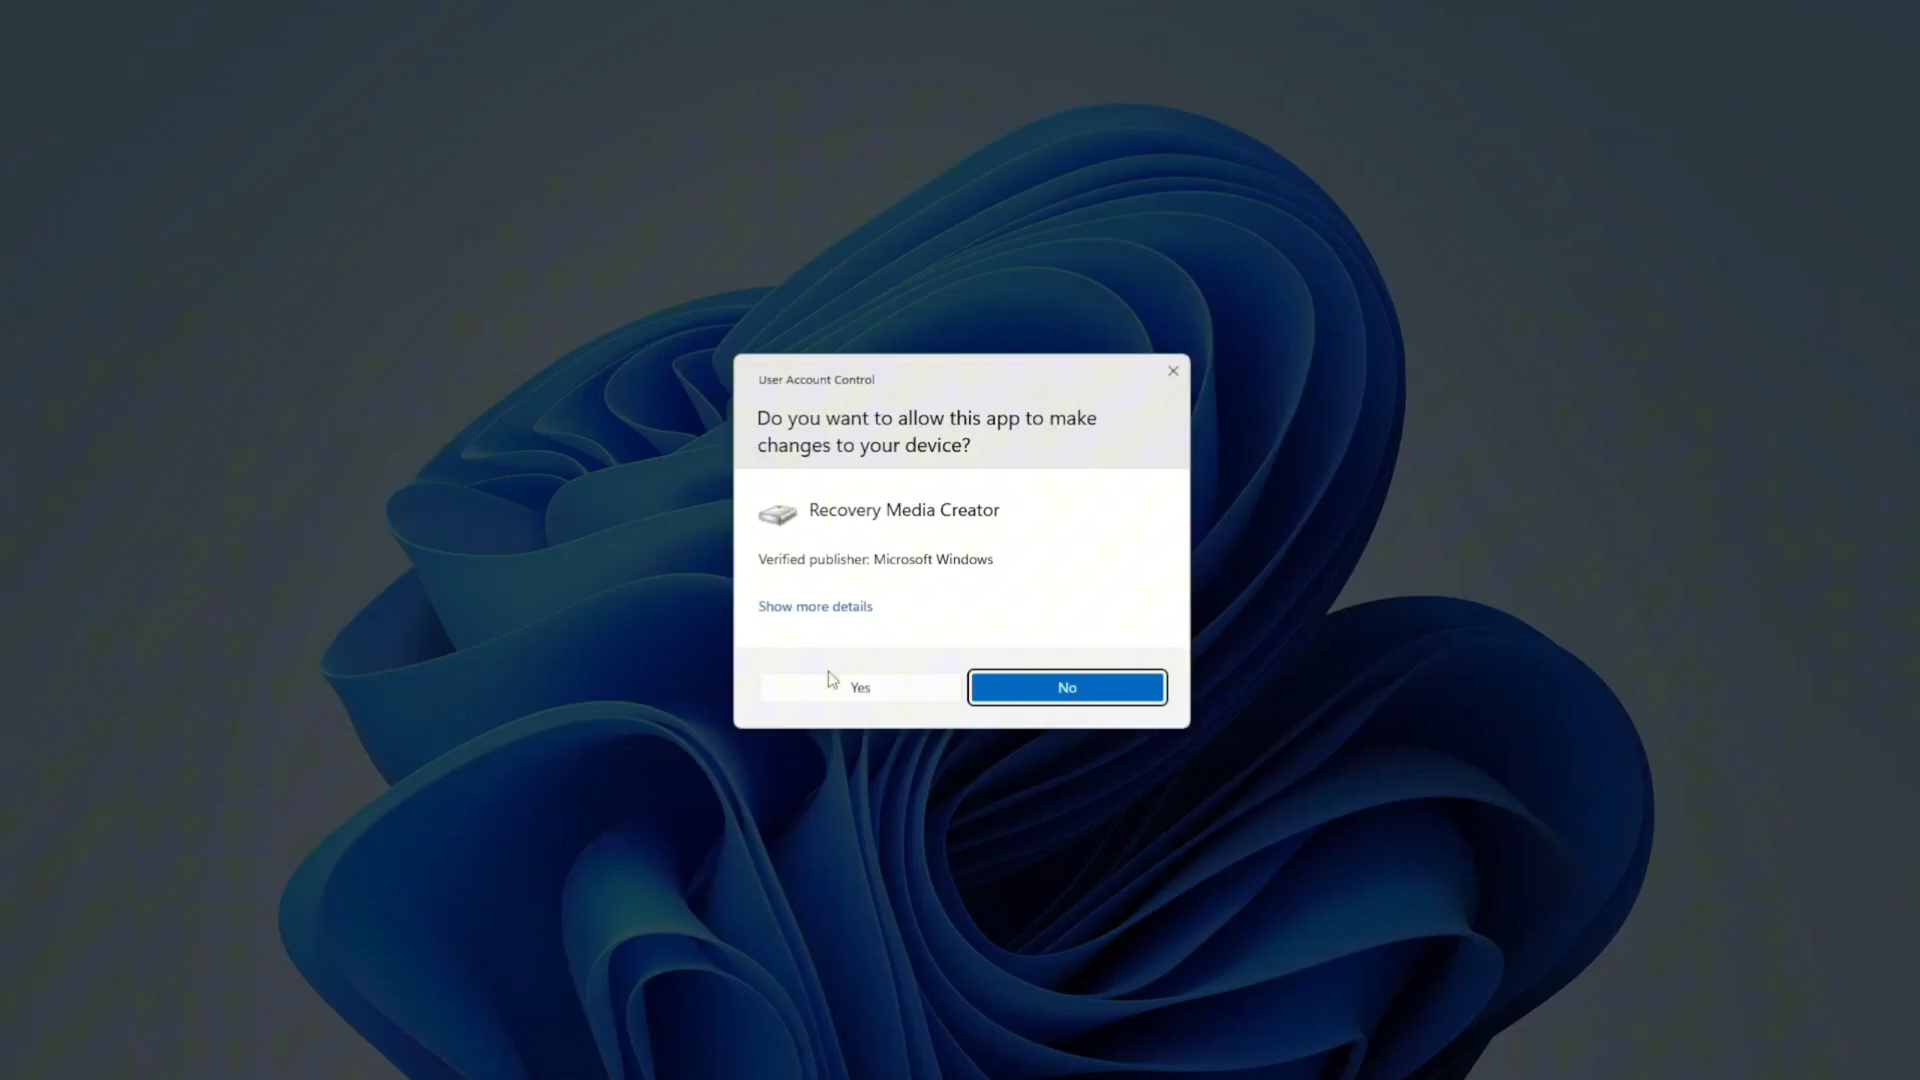 User Account Control
Do you want to allow this app to make
changes to your device?
Recovery Media Creator
Verified publisher: Microsoft Windows
Show more details
Yes
No